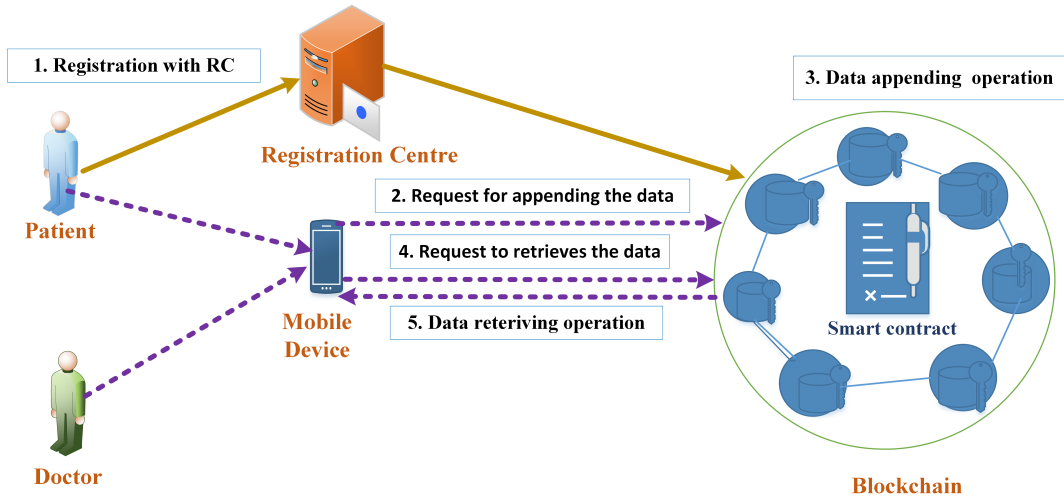 1. Registration with RC
3. Data appending operation
Registration Centre
2. Request for appending the data
Patient
4. Request to retrieves the data
Mobile
Device
5. Data reteriving operation
Smart contract
Doctor
Blockchain